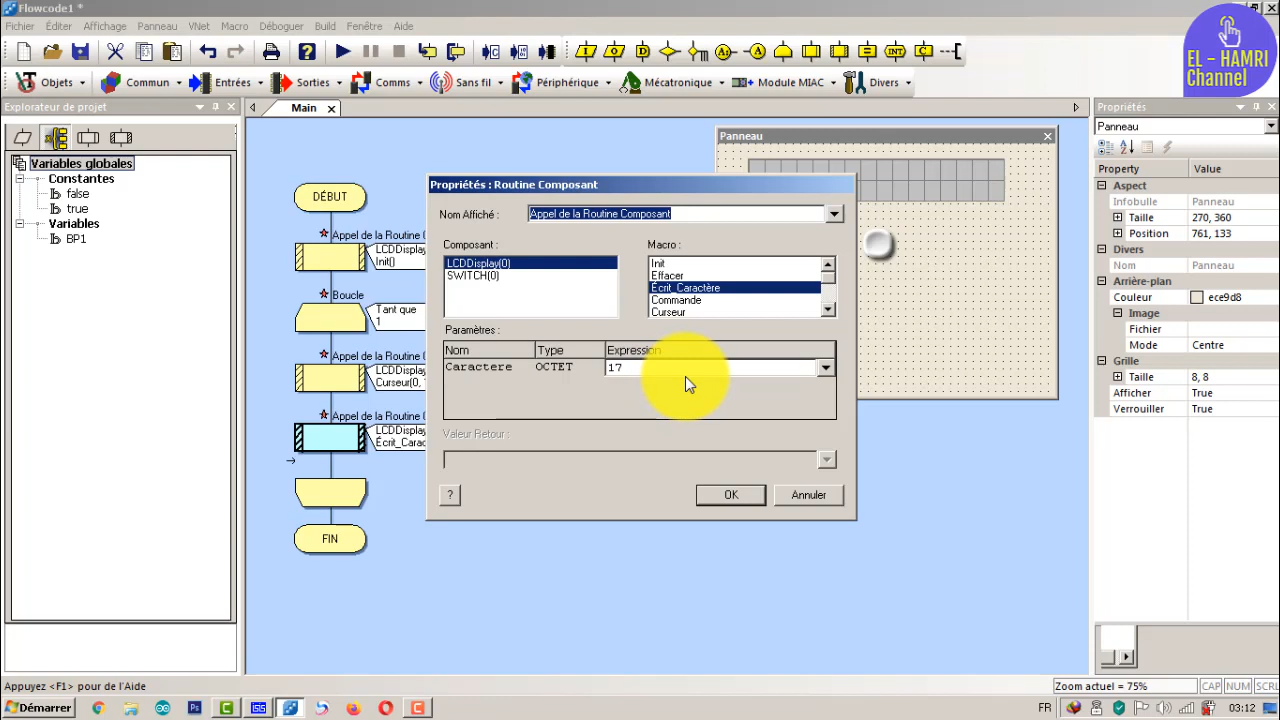 Flowcode1 *
Fichier Éditer Affichage Panneau VNet Macro Déboguer Build Fenêtre Aide
EL - HAMRI
Channel
Objets Commun Entrées Sorties Comms Sans fil Périphérique Mécatronique Module MIAC Divers
Explorateur de projet
Main
Propriétés
Variables globales
Constantes
false
true
Variables
BP1
DÉBUT
Appel de la Routine
LCDDisplay
Init()
Boucle
Tant que
1
Appel de la Routine
LCDDisplay
Curseur(0, 1
Appel de la Routine
LCDDisplay
Écrit_Carac
FIN
Panneau
Propriétés : Routine Composant
Nom Affiché : Appel de la Routine Composant
Composant : Macro :
LCDDisplay(0)
SWITCH(0)
Init
Effacer
Écrit_Caractère
Commande
Curseur
Paramètres :
Nom Type Expression
Caractere OCTET 17
Valeur Retour :
? OK Annuler
Panneau
Property Value
Aspect
Infobulle Panneau
Taille 270, 360
Position 761, 133
Divers
Nom Panneau
Arrière-plan
Couleur ece9d8
Image
Fichier
Mode Centre
Grille
Taille 8, 8
Afficher True
Verrouiller True
Appuyez <F1> pour de l'Aide
Zoom actuel = 75% CAP NUM SCRL
Démarrer Ps FR 03:12